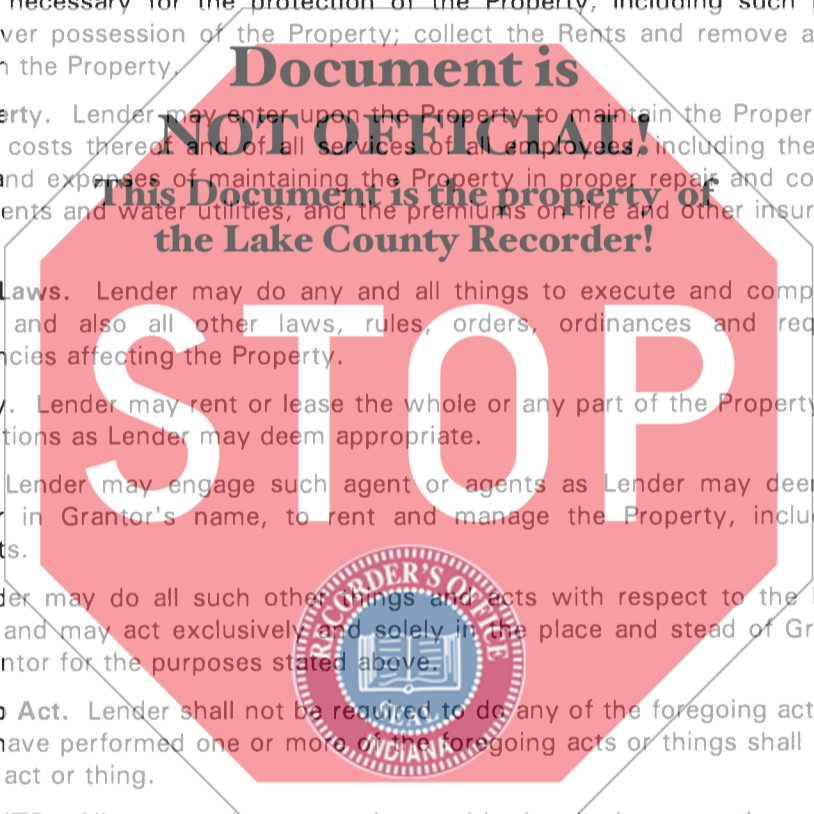 necessary for the protection of the Property, including such
ver possession of the Property; collect the Rents and remove a
the Property.
Document is
NOT OFFICIAL!
This Document is the property of
the Lake County Recorder!
erty. Lender may enter upon the Property to maintain the Proper
costs thereof and of all services of all employees, including the
and expenses of maintaining the Property in proper repair and co
ents and water utilities, and the premiums on fire and other insur
Laws. Lender may do any and all things to execute and comp
and also all other laws, rules, orders, ordinances and req
ncies affecting the Property.
STOP
Lender may rent or lease the whole or any part of the Property
tions as Lender may deem appropriate.
Lender may engage such agent or agents as Lender may deem
in Grantor's name, to rent and manage the Property, inclu
ts.
der may do all such other things and acts with respect to the
and may act exclusively and solely in the place and stead of Gr
ntor for the purposes stated above.
Act. Lender shall not be required to do any of the foregoing act
have performed one or more of the foregoing acts or things shall
act or thing.
RECORDER'S OFFICE
INDIANA